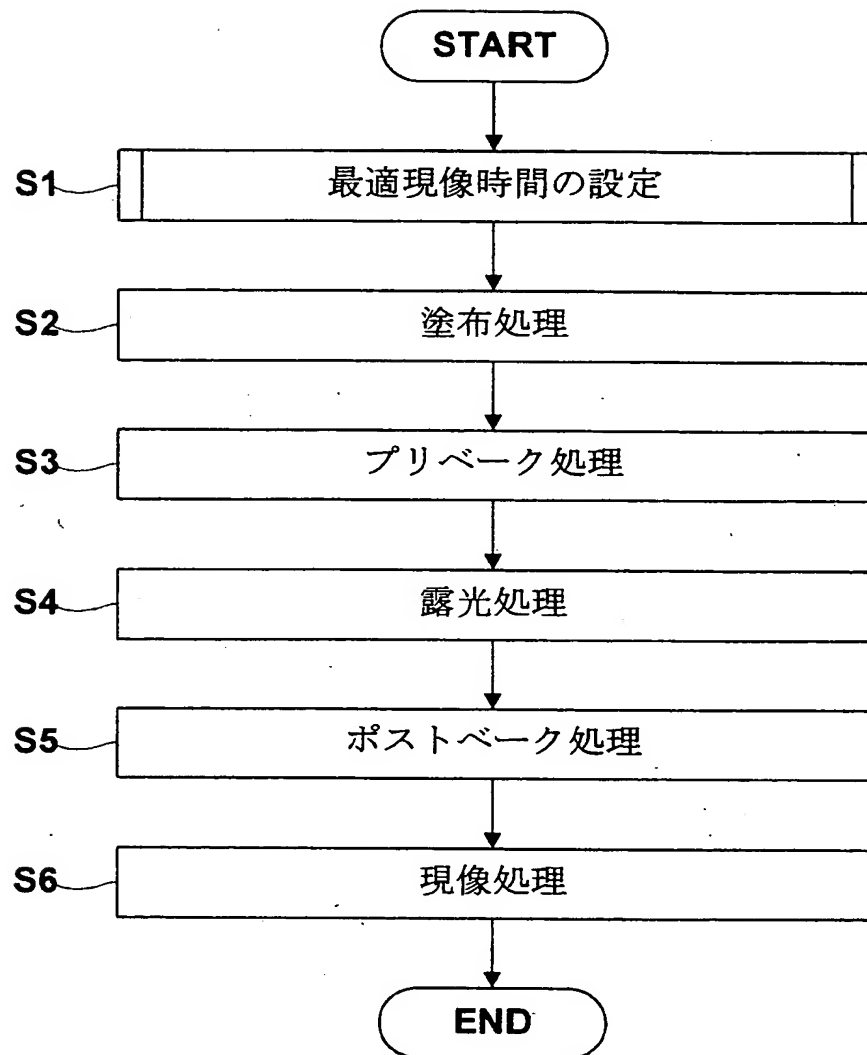 START
S1 最適現像時間の設定
S2 塗布処理
S3 プリベーク処理
S4 露光処理
S5 ポストベーク処理
S6 現像処理
END